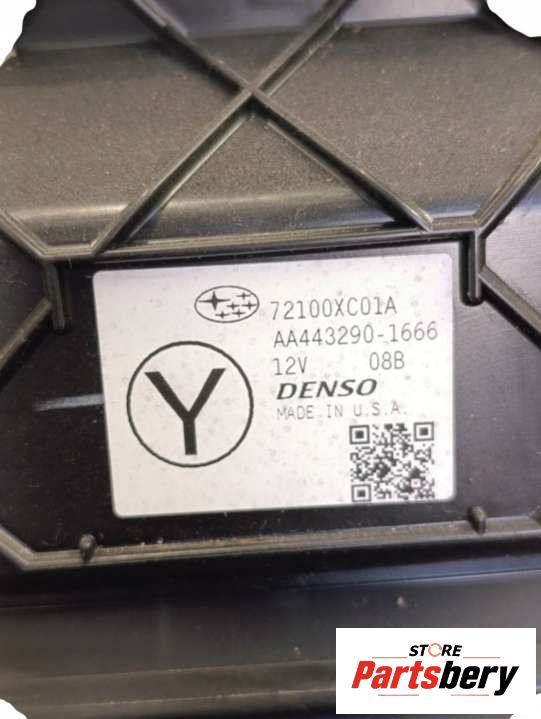 72100XC01A
AA443290-1666
12V 08B
DENSO
MADE IN U.S.A.
Y
STORE
Partsbery